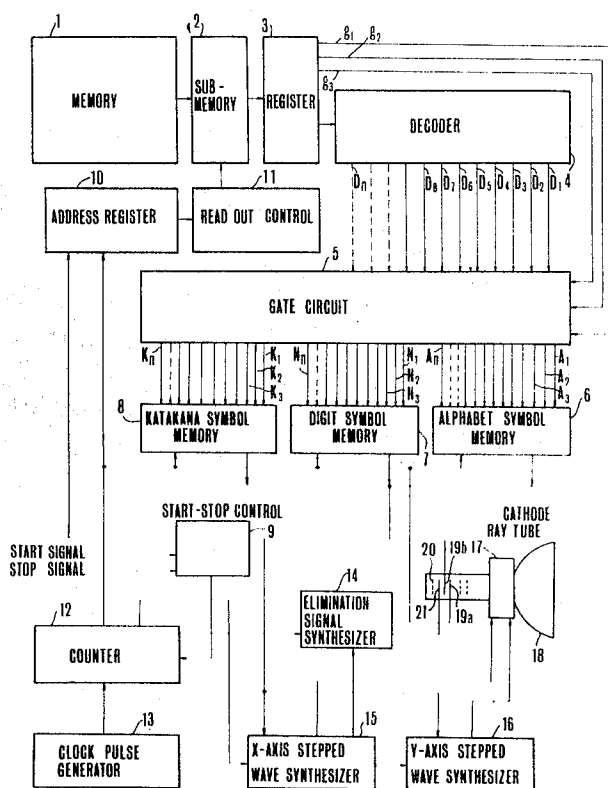 1
2
3
g1
g2
g3
MEMORY
SUB-
MEMORY
REGISTER
DECODER
4
10
11
ADDRESS REGISTER
READ OUT CONTROL
Dn D8 D7 D6 D5 D4 D3 D2 D1
5
GATE CIRCUIT
Kn K1 K2 K3
Nn N1 N2 N3
An A1 A2 A3
8
KATAKANA SYMBOL
MEMORY
DIGIT SYMBOL
MEMORY
7
ALPHABET SYMBOL
MEMORY
6
START-STOP CONTROL
9
CATHODE
RAY TUBE
START SIGNAL
STOP SIGNAL
14
ELIMINATION
SIGNAL
SYNTHESIZER
20 19b 17
21 19a
18
12
COUNTER
13
CLOCK PULSE
GENERATOR
15
X-AXIS STEPPED
WAVE SYNTHESIZER
16
Y-AXIS STEPPED
WAVE SYNTHESIZER